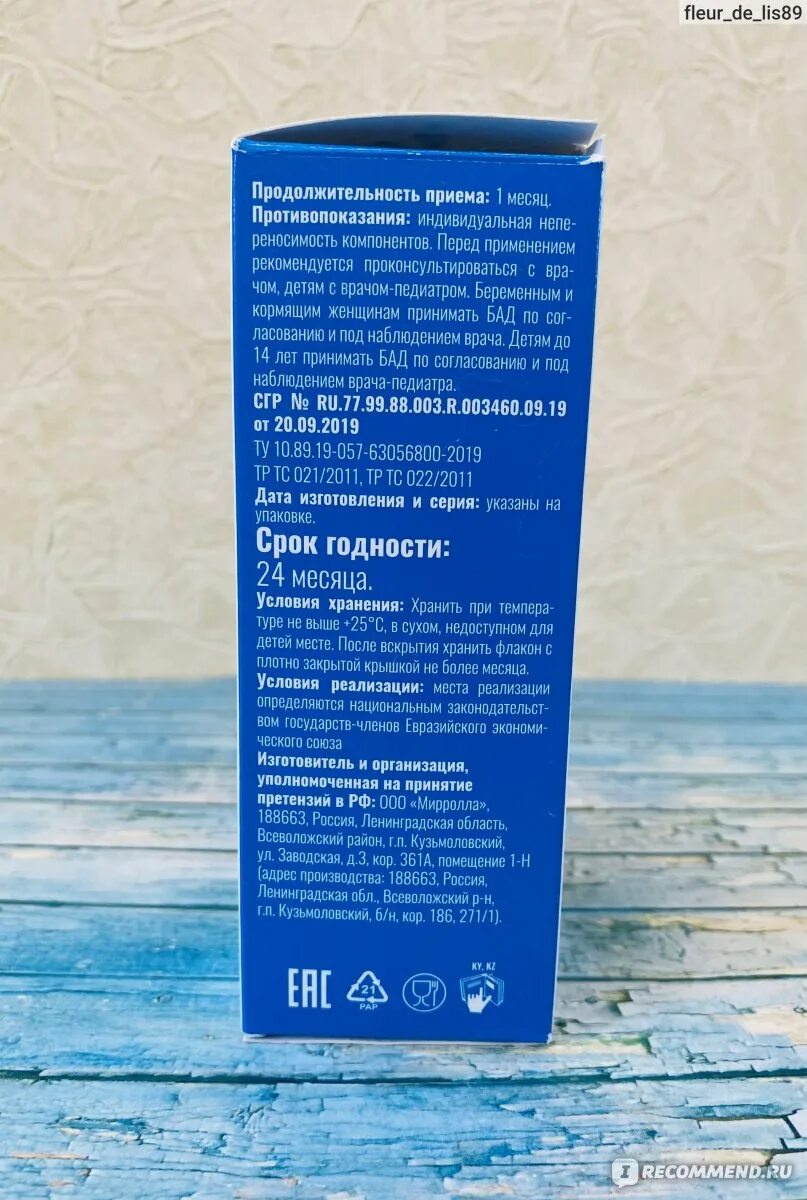 fleur_de_lis89
Продолжительность приема: 1 месяц.
Противопоказания: индивидуальная непе-
реносимость компонентов. Перед применением
рекомендуется проконсультироваться с вра-
чом, детям с врачом-педиатром. Беременным и
кормящим женщинам принимать БАД по сог-
ласованию и под наблюдением врача. Детям до
14 лет принимать БАД по согласованию и под
наблюдением врача-педиатра.
СГР № RU.77.99.88.003.R.003460.09.19
от 20.09.2019
ТУ 10.89.19-057-63056800-2019
ТР ТС 021/2011, ТР ТС 022/2011
Дата изготовления и серия: указаны на
упаковке.
Срок годности:
24 месяца.
Условия хранения: Хранить при темпера-
туре не выше +25°С, в сухом, недоступном для
детей месте. После вскрытия хранить флакон с
плотно закрытой крышкой не более месяца.
Условия реализации: места реализации
определяются национальным законодательст-
вом государств-членов Евразийского экономи-
ческого союза
Изготовитель и организация,
уполномоченная на принятие
претензий в РФ: ООО «Мирролла»,
188663, Россия, Ленинградская область,
Всеволожский район, г.п. Кузьмоловский,
ул. Заводская, д.3, кор. 361А, помещение 1-Н
(адрес производства: 188663, Россия,
Ленинградская обл., Всеволожский р-н,
г.п. Кузьмоловский, б/н, кор. 186, 271/1).
EAC
21
PAP
KY, KZ
I RECOMMEND.RU